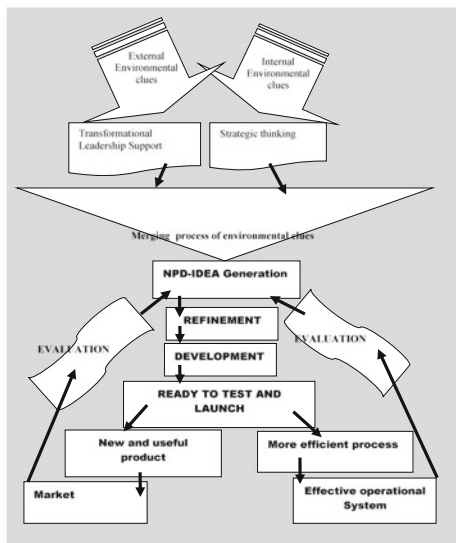 External
Environmental
clues
Internal
Environmental
clues
Transformational
Leadership Support
Strategic thinking
Merging process of environmental clues
NPD-IDEA Generation
REFINEMENT
EVALUATION
EVALUATION
DEVELOPMENT
READY TO TEST AND
LAUNCH
New and useful
product
More efficient process
Market
Effective operational
System